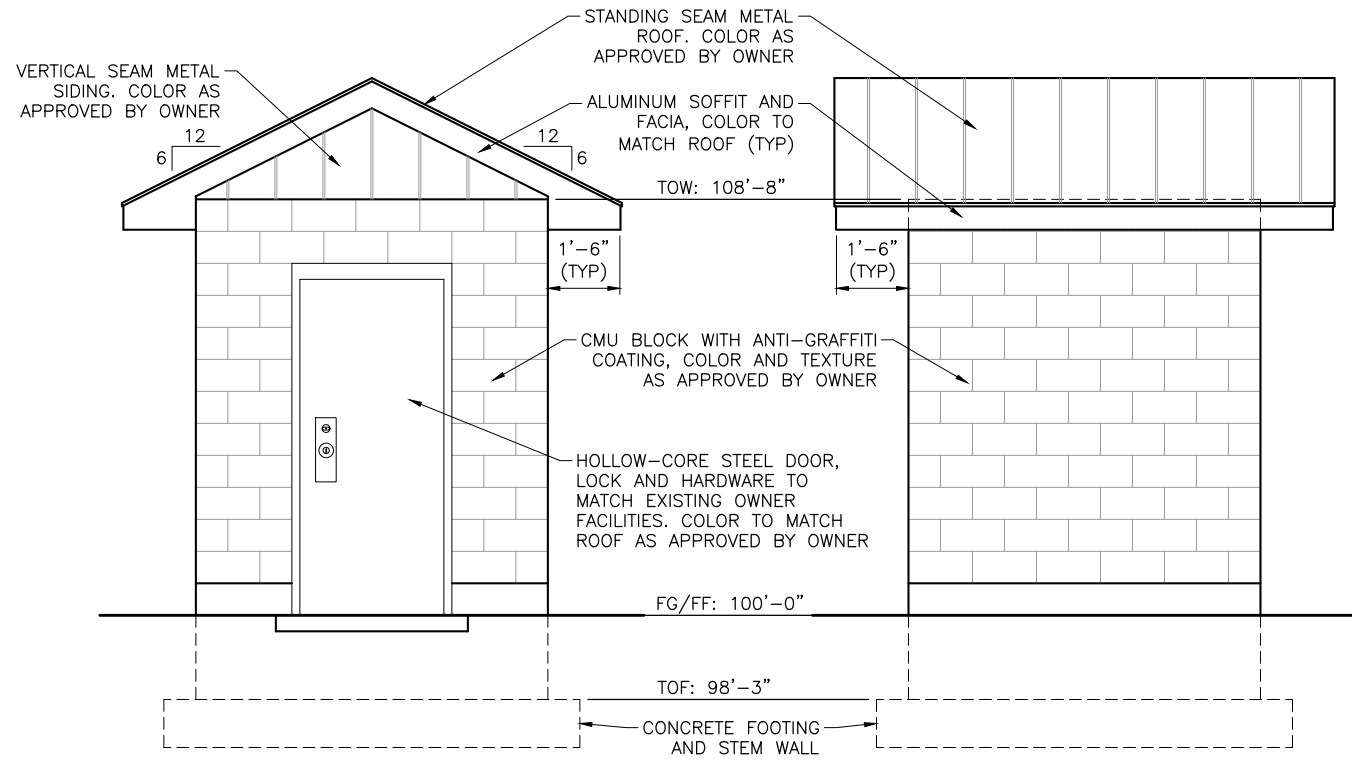 STANDING SEAM METAL
ROOF. COLOR AS
APPROVED BY OWNER
VERTICAL SEAM METAL
SIDING. COLOR AS
APPROVED BY OWNER
ALUMINUM SOFFIT AND
FACIA, COLOR TO
MATCH ROOF (TYP)
12
6
12
6
TOW: 108'-8"
1'-6"
(TYP)
1'-6"
(TYP)
CMU BLOCK WITH ANTI-GRAFFITI
COATING, COLOR AND TEXTURE
AS APPROVED BY OWNER
HOLLOW-CORE STEEL DOOR,
LOCK AND HARDWARE TO
MATCH EXISTING OWNER
FACILITIES. COLOR TO MATCH
ROOF AS APPROVED BY OWNER
FG/FF: 100'-0"
TOF: 98'-3"
CONCRETE FOOTING
AND STEM WALL